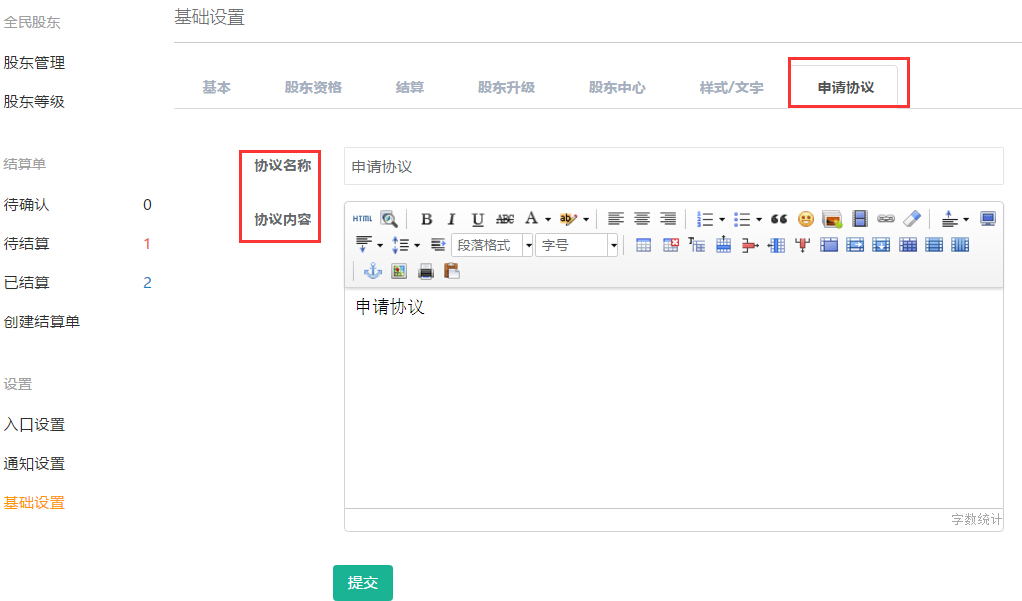 全民股东
股东管理
股东等级
结算单
待确认 0
待结算 1
已结算 2
创建结算单
设置
入口设置
通知设置
基础设置
基础设置
基本 股东资格 结算 股东升级 股东中心 样式/文字 申请协议
协议名称 申请协议
协议内容
HTML B I U ABC A ab
段落格式 字号
申请协议
字数统计
提交